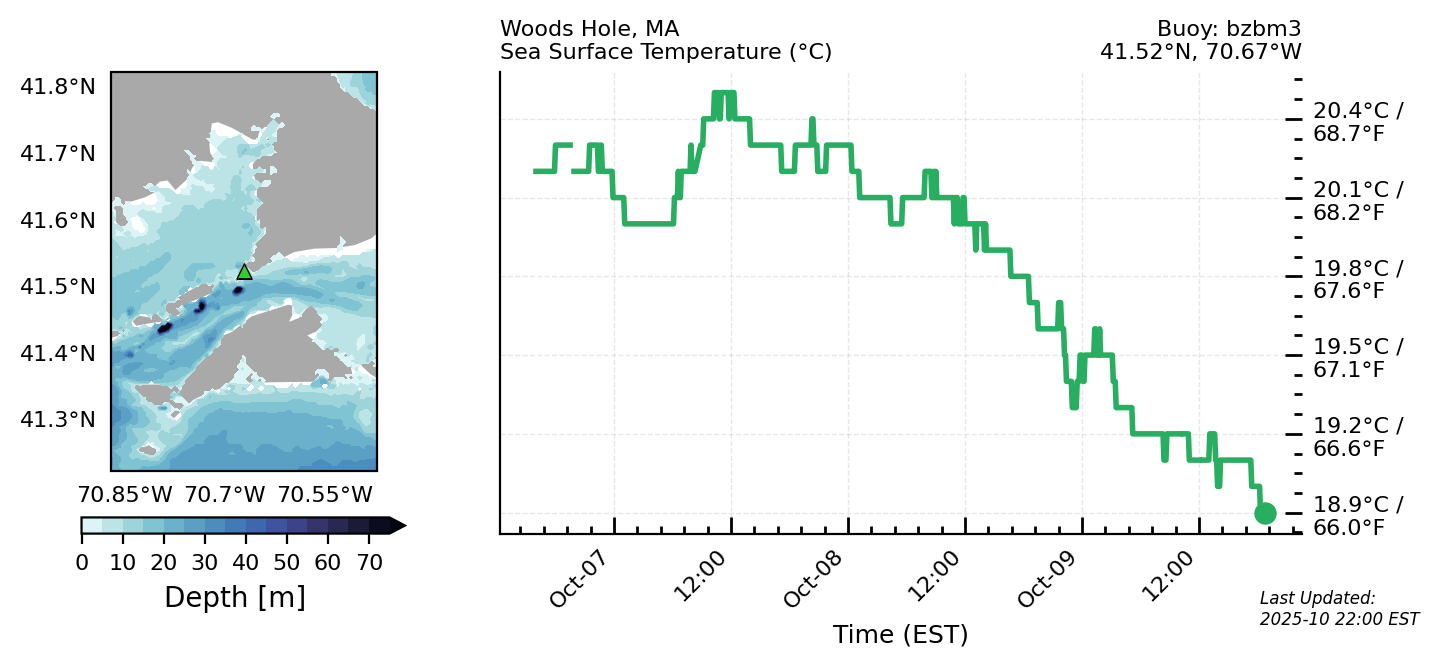 Woods Hole, MA
Sea Surface Temperature (°C)
Buoy: bzbm3
41.52°N, 70.67°W
41.8°N
41.7°N
41.6°N
41.5°N
41.4°N
41.3°N
70.85°W 70.7°W 70.55°W
0 10 20 30 40 50 60 70
Depth [m]
20.4°C /
68.7°F
20.1°C /
68.2°F
19.8°C /
67.6°F
19.5°C /
67.1°F
19.2°C /
66.6°F
18.9°C /
66.0°F
Oct-07
12:00
Oct-08
12:00
Oct-09
12:00
Time (EST)
Last Updated:
2025-10 22:00 EST